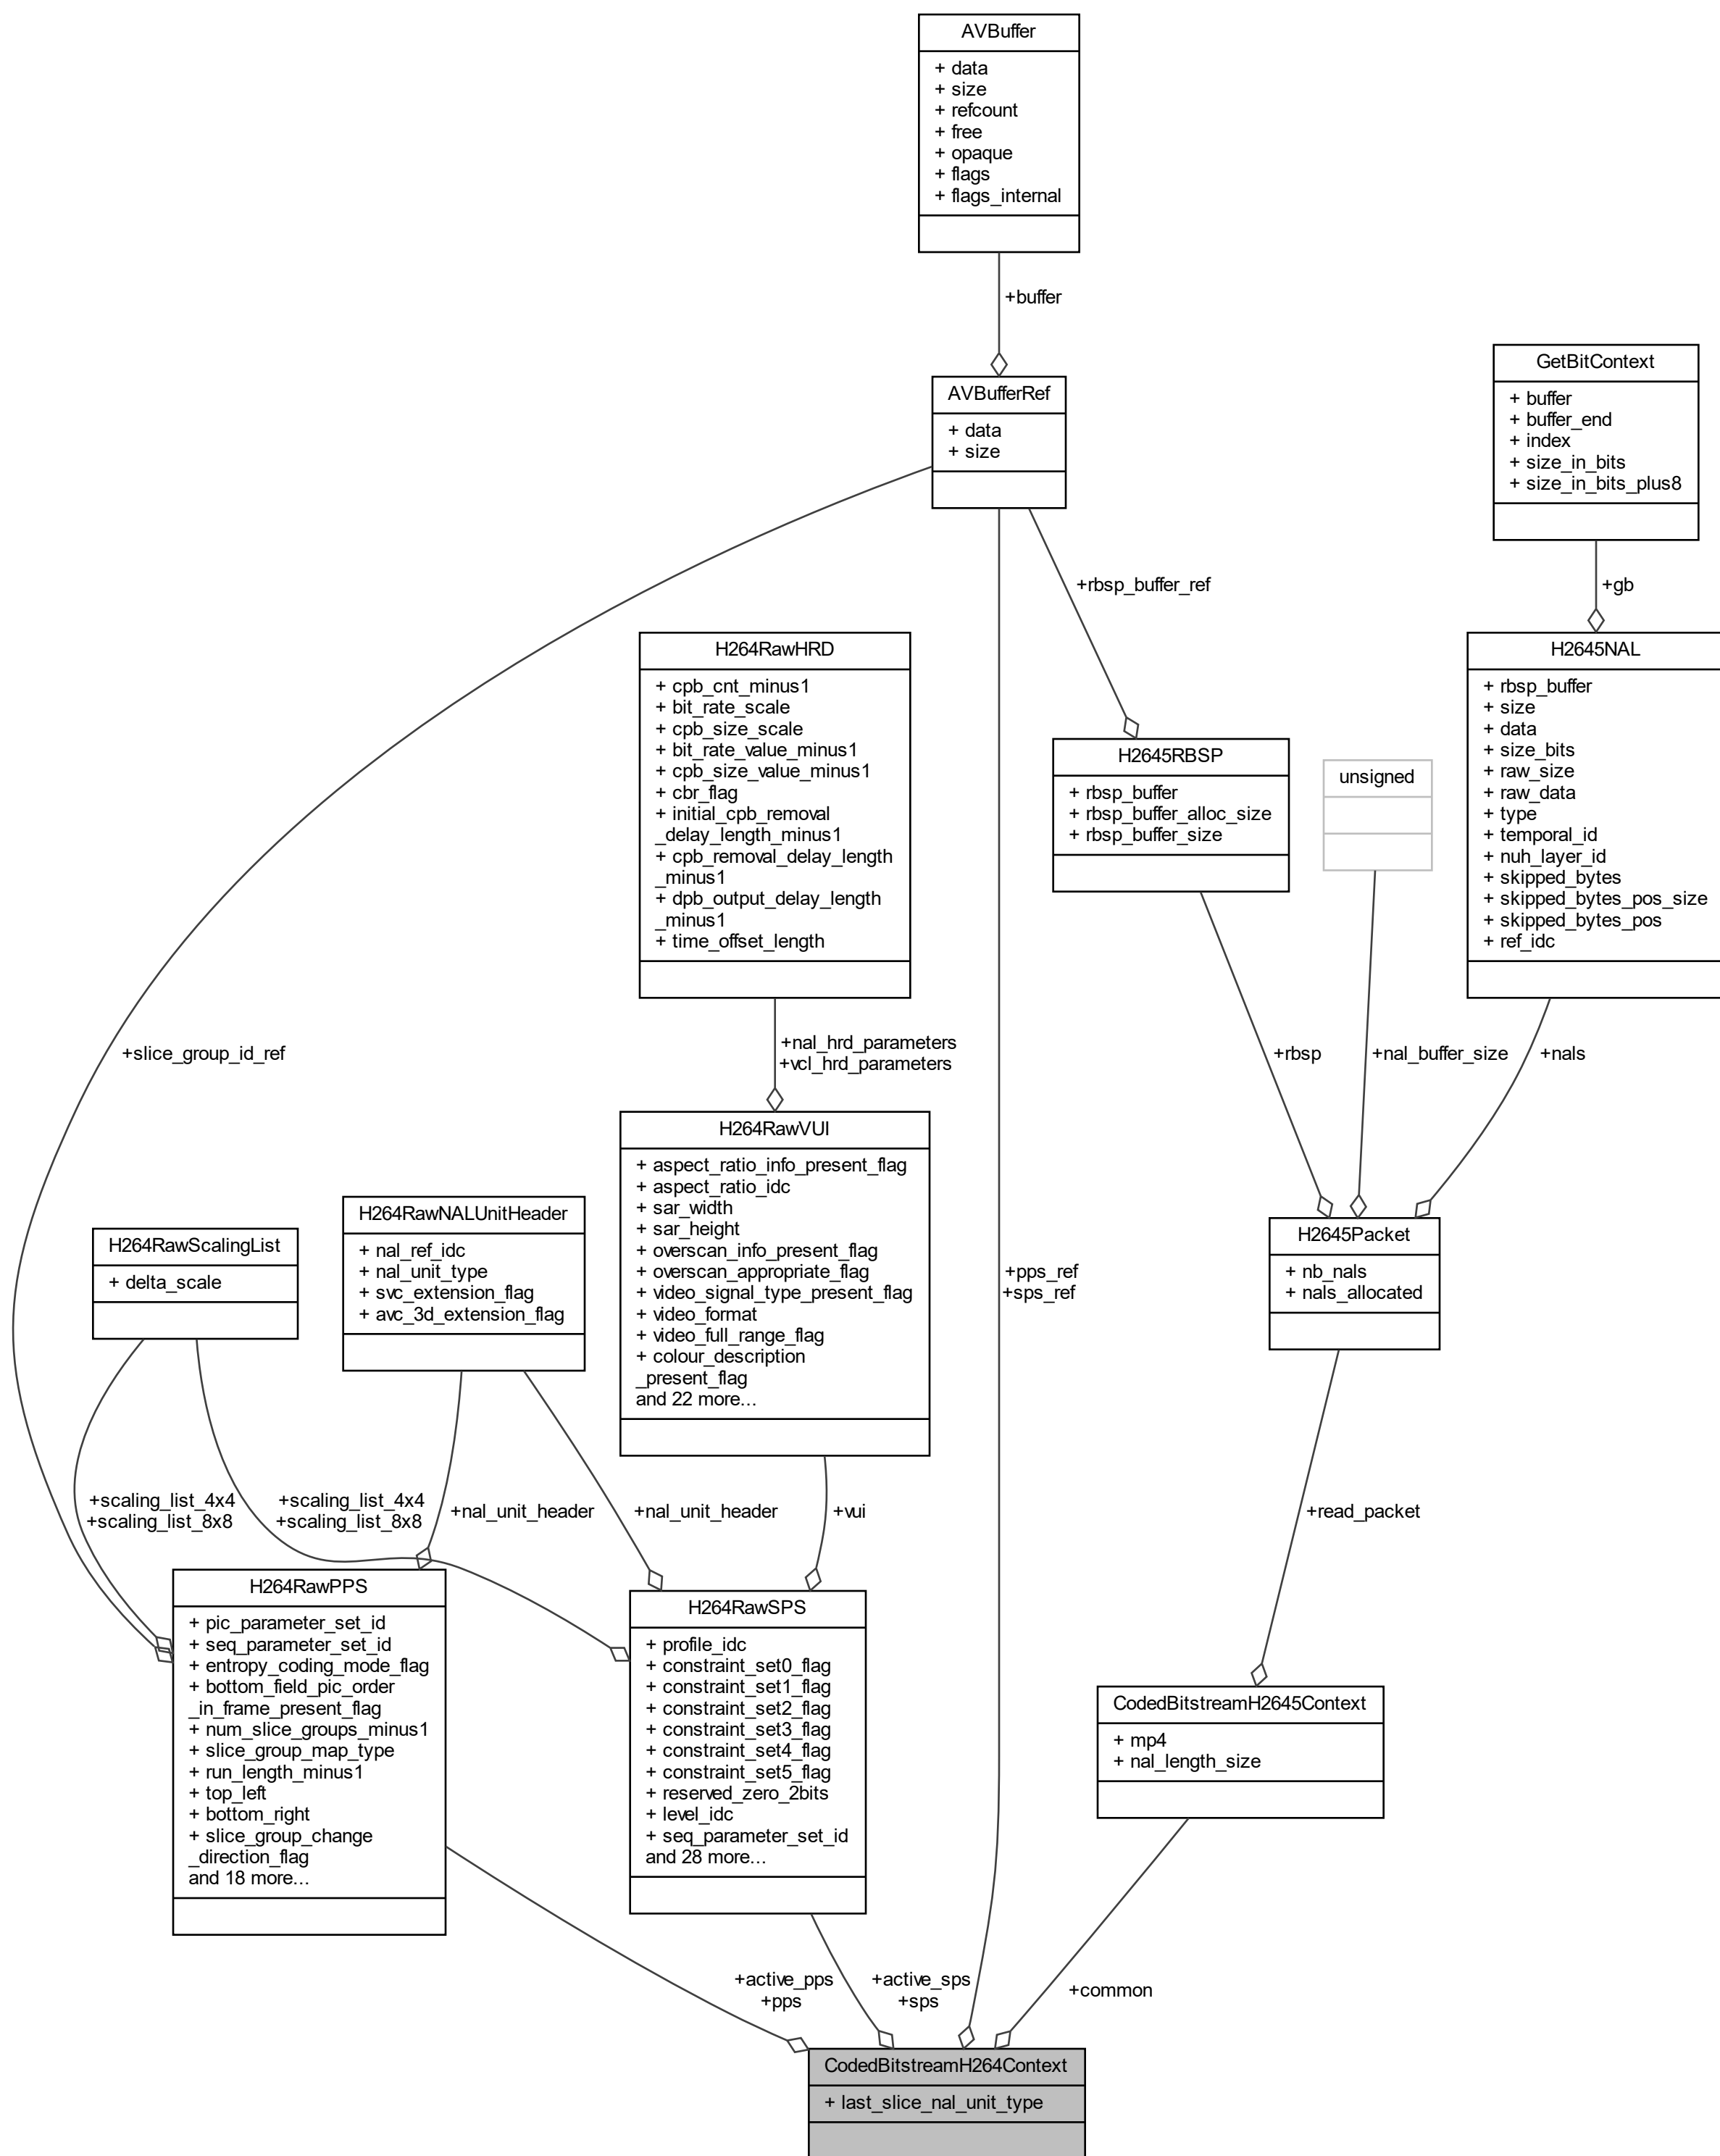 AVBuffer
+ data
+ size
+ refcount
+ free
+ opaque
+ flags
+ flags_internal
+buffer
AVBufferRef
+ data
+ size
GetBitContext
+ buffer
+ buffer_end
+ index
+ size_in_bits
+ size_in_bits_plus8
+rbsp_buffer_ref
+gb
H264RawHRD
+ cpb_cnt_minus1
+ bit_rate_scale
+ cpb_size_scale
+ bit_rate_value_minus1
+ cpb_size_value_minus1
+ cbr_flag
+ initial_cpb_removal
_delay_length_minus1
+ cpb_removal_delay_length
_minus1
+ dpb_output_delay_length
_minus1
+ time_offset_length
H2645RBSP
+ rbsp_buffer
+ rbsp_buffer_alloc_size
+ rbsp_buffer_size
unsigned
H2645NAL
+ rbsp_buffer
+ size
+ data
+ size_bits
+ raw_size
+ raw_data
+ type
+ temporal_id
+ nuh_layer_id
+ skipped_bytes
+ skipped_bytes_pos_size
+ skipped_bytes_pos
+ ref_idc
+slice_group_id_ref
+nal_hrd_parameters
+vcl_hrd_parameters
+rbsp
+nal_buffer_size
+nals
H264RawScalingList
+ delta_scale
H264RawNALUnitHeader
+ nal_ref_idc
+ nal_unit_type
+ svc_extension_flag
+ avc_3d_extension_flag
H264RawVUI
+ aspect_ratio_info_present_flag
+ aspect_ratio_idc
+ sar_width
+ sar_height
+ overscan_info_present_flag
+ overscan_appropriate_flag
+ video_signal_type_present_flag
+ video_format
+ video_full_range_flag
+ colour_description
_present_flag
and 22 more...
+pps_ref
+sps_ref
H2645Packet
+ nb_nals
+ nals_allocated
+scaling_list_4x4
+scaling_list_8x8
+scaling_list_4x4
+scaling_list_8x8
+nal_unit_header
+nal_unit_header
+vui
+read_packet
H264RawPPS
+ pic_parameter_set_id
+ seq_parameter_set_id
+ entropy_coding_mode_flag
+ bottom_field_pic_order
_in_frame_present_flag
+ num_slice_groups_minus1
+ slice_group_map_type
+ run_length_minus1
+ top_left
+ bottom_right
+ slice_group_change
_direction_flag
and 18 more...
H264RawSPS
+ profile_idc
+ constraint_set0_flag
+ constraint_set1_flag
+ constraint_set2_flag
+ constraint_set3_flag
+ constraint_set4_flag
+ constraint_set5_flag
+ reserved_zero_2bits
+ level_idc
+ seq_parameter_set_id
and 28 more...
CodedBitstreamH2645Context
+ mp4
+ nal_length_size
+active_pps
+pps
+active_sps
+sps
+common
CodedBitstreamH264Context
+ last_slice_nal_unit_type